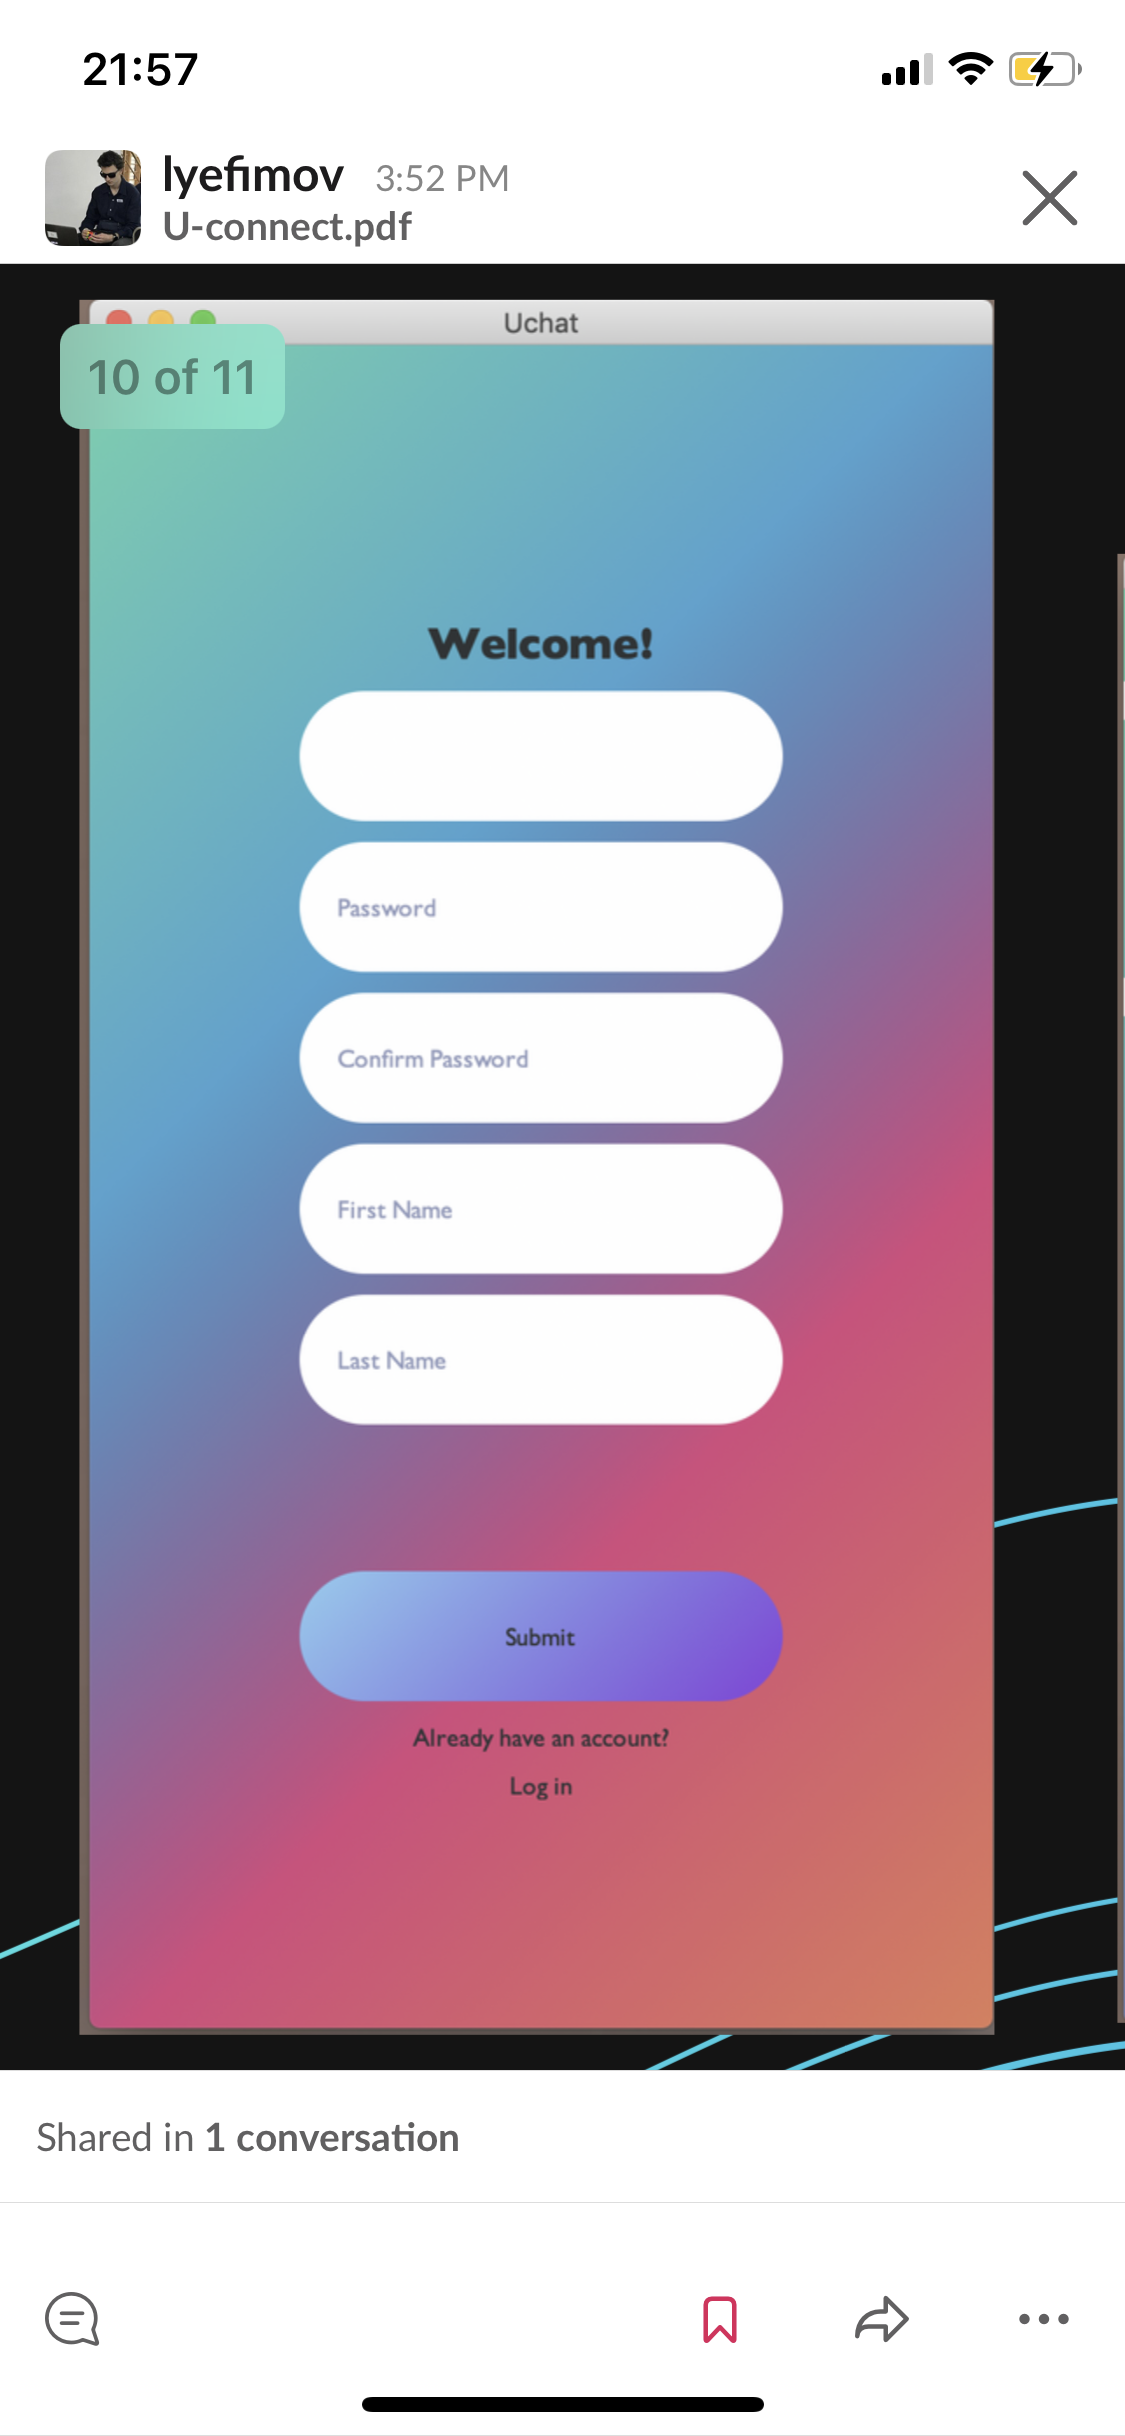 21:57
lyefimov 3:52 PM
U-connect.pdf
Uchat
10 of 11
Welcome!
Password
Confirm Password
First Name
Last Name
Submit
Already have an account?
Log in
Shared in 1 conversation